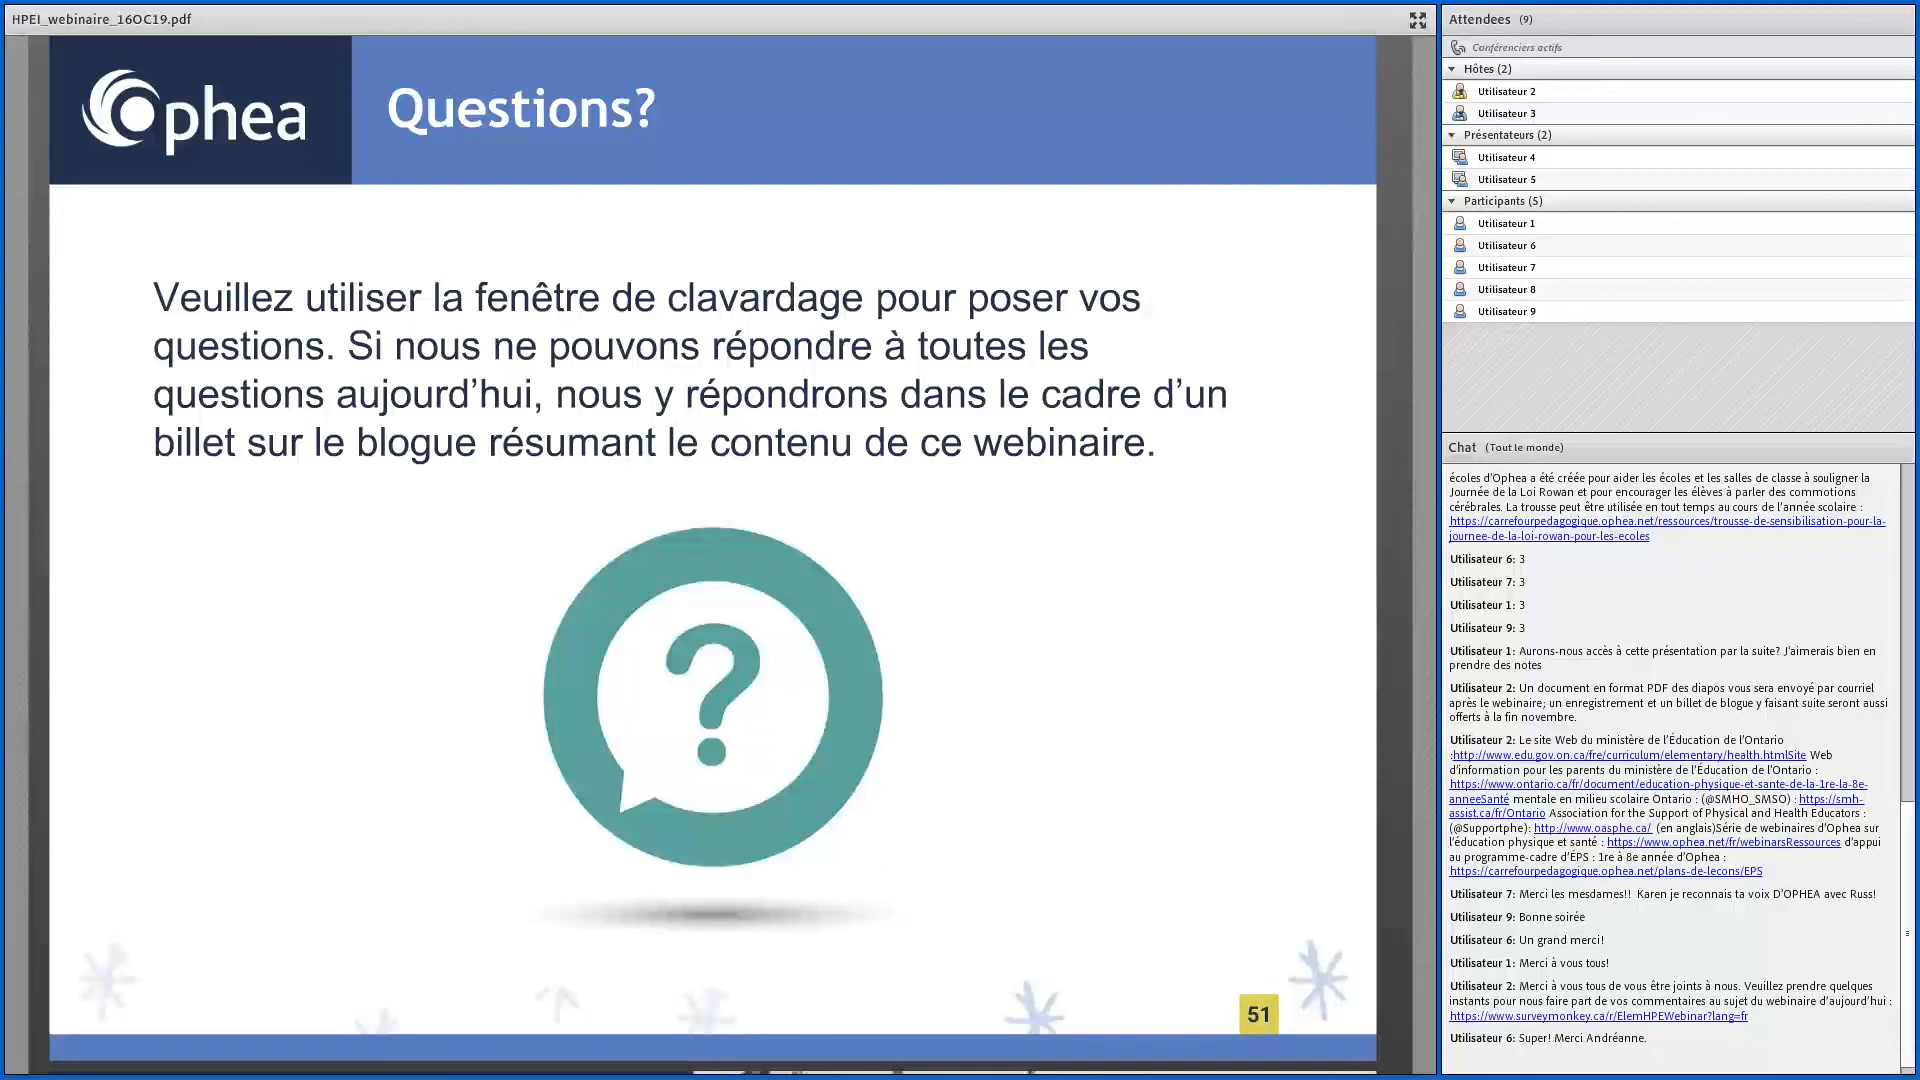 HPEI_webinaire_16OC19.pdf
Ophea
Questions?
Veuillez utiliser la fenêtre de clavardage pour poser vos
questions. Si nous ne pouvons répondre à toutes les
questions aujourd’hui, nous y répondrons dans le cadre d’un
billet sur le blogue résumant le contenu de ce webinaire.
?
51
Attendees (9)
Conférenciers actifs
Hôtes (2)
Utilisateur 2
Utilisateur 3
Présentateurs (2)
Utilisateur 4
Utilisateur 5
Participants (5)
Utilisateur 1
Utilisateur 6
Utilisateur 7
Utilisateur 8
Utilisateur 9
Chat (Tout le monde)
écoles d’Ophea a été créée pour aider les écoles et les salles de classe à souligner la
Journée de la Loi Rowan et pour encourager les élèves à parler des commotions
cérébrales. La trousse peut être utilisée en tout temps au cours de l’année scolaire :
https://carrefourpedagogique.ophea.net/ressources/trousse-de-sensibilisation-pour-la-
journee-de-la-loi-rowan-pour-les-ecoles
Utilisateur 6: 3
Utilisateur 7: 3
Utilisateur 1: 3
Utilisateur 9: 3
Utilisateur 1: Aurons-nous accès à cette présentation par la suite? J'aimerais bien en
prendre des notes
Utilisateur 2: Un document en format PDF des diapos vous sera envoyé par courriel
après le webinaire; un enregistrement et un billet de blogue y faisant suite seront aussi
offerts à la fin novembre.
Utilisateur 2: Le site Web du ministère de l’Éducation de l’Ontario
:http://www.edu.gov.on.ca/fre/curriculum/elementary/health.htmlSite Web
d’information pour les parents du ministère de l’Éducation de l’Ontario :
https://www.ontario.ca/fr/document/education-physique-et-sante-de-la-1re-la-8e-
anneeSanté mentale en milieu scolaire Ontario : (@SMHO_SMSO) : https://smh-
assist.ca/fr/Ontario Association for the Support of Physical and Health Educators :
(@Supportphe): http://www.oasphe.ca/ (en anglais)Série de webinaires d’Ophea sur
l’éducation physique et santé : https://www.ophea.net/fr/webinarsRessources d’appui
au programme-cadre d’ÉPS : 1re à 8e année d’Ophea :
https://carrefourpedagogique.ophea.net/plans-de-lecons/EPS
Utilisateur 7: Merci les mesdames!! Karen je reconnais ta voix D'OPHEA avec Russ!
Utilisateur 9: Bonne soirée
Utilisateur 6: Un grand merci!
Utilisateur 1: Merci à vous tous!
Utilisateur 2: Merci à vous tous de vous être joints à nous. Veuillez prendre quelques
instants pour nous faire part de vos commentaires au sujet du webinaire d’aujourd’hui :
https://www.surveymonkey.ca/r/ElemHPEWebinar?lang=fr
Utilisateur 6: Super! Merci Andréanne.